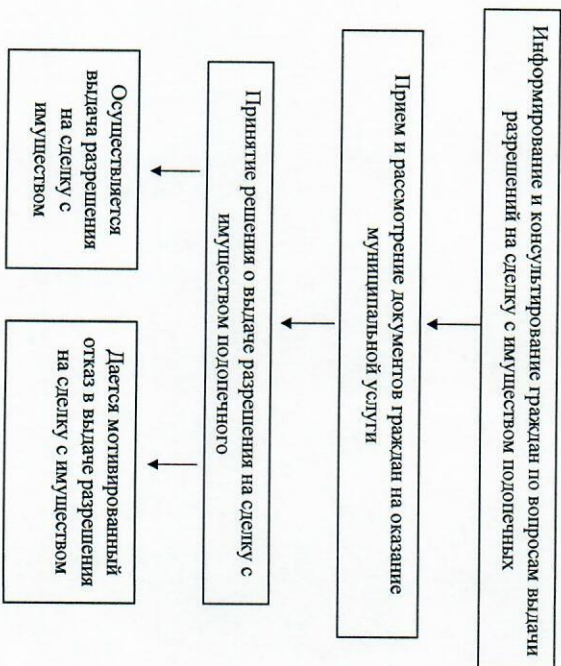 Информирование и консультирование граждан по вопросам выдачи
разрешений на сделку с имуществом подопечных
Прием и рассмотрение документов граждан на оказание
муниципальной услуги
Принятие решения о выдаче разрешения на сделку с
имуществом подопечного
Осуществляется
выдача разрешения
на сделку с
имуществом
Дается мотивированный
отказ в выдаче разрешения
на сделку с имуществом